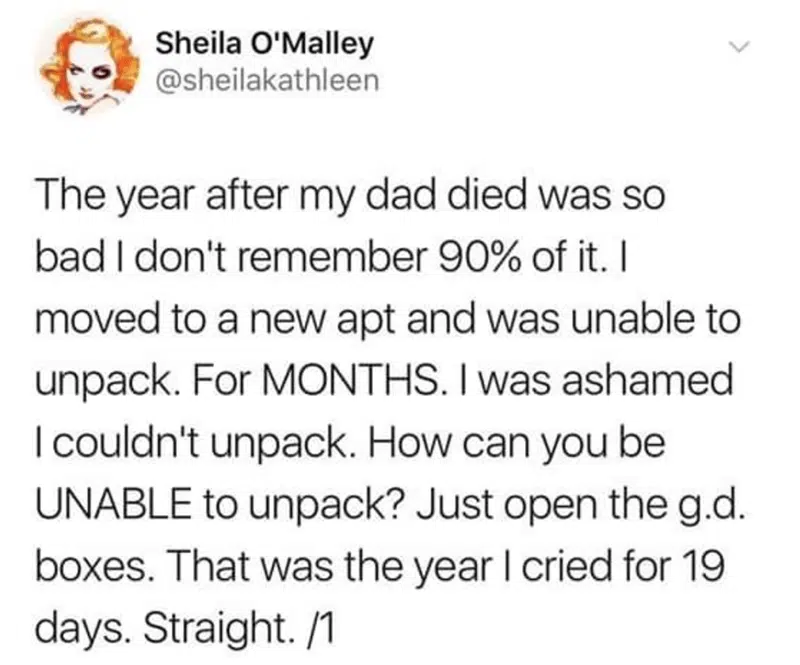 Sheila O'Malley
@sheilakathleen
The year after my dad died was so
bad I don't remember 90% of it. I
moved to a new apt and was unable to
unpack. For MONTHS. I was ashamed
I couldn't unpack. How can you be
UNABLE to unpack? Just open the g.d.
boxes. That was the year I cried for 19
days. Straight. /1